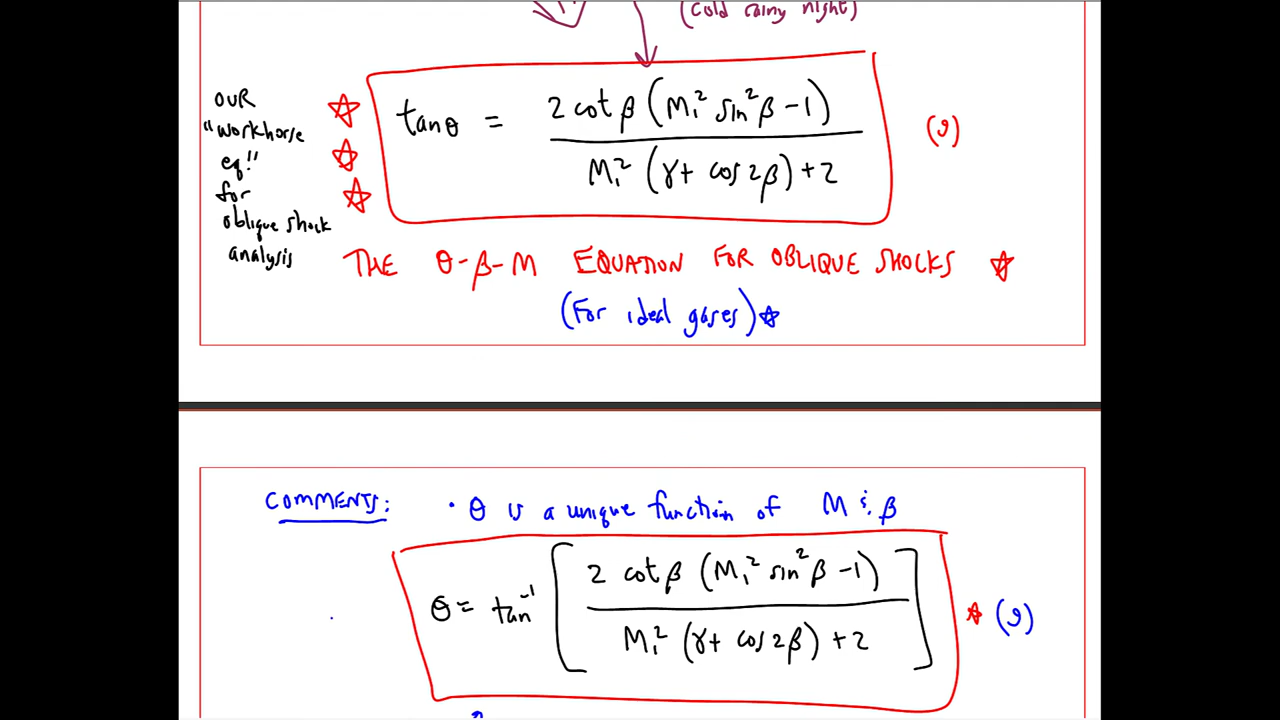 (cold rainy night)
OUR
"workhorse
eq!"
for
oblique shock
analysis
tanθ = 2 cot β (M₁² sin²β − 1) / M₁² (γ + cos 2β) + 2 (9)
THE θ-β-M EQUATION FOR OBLIQUE SHOCKS ☆
(For ideal gases) ☆
COMMENTS: · θ is a unique function of M & β
θ = tan⁻¹ [ 2 cot β (M₁² sin²β − 1) / M₁² (γ + cos 2β) + 2 ] ☆ (9)